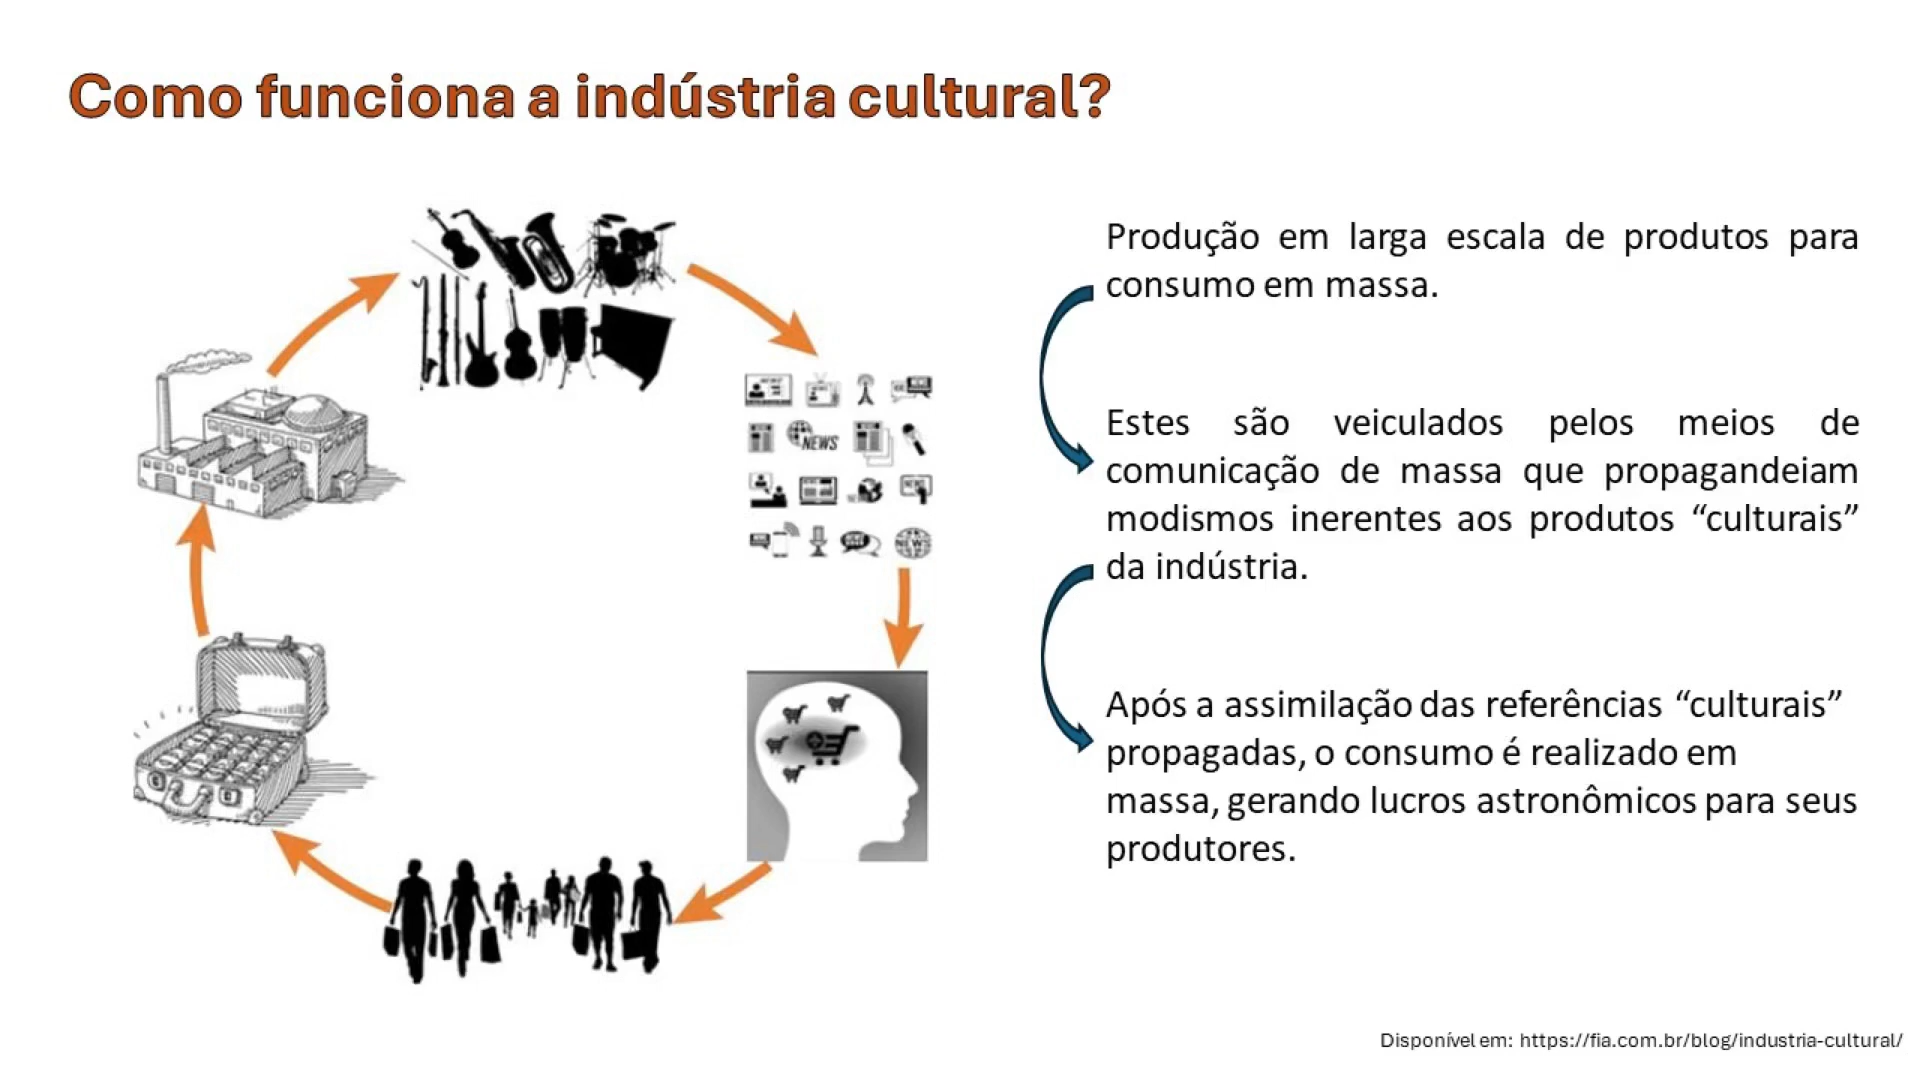 Como funciona a indústria cultural?
Produção em larga escala de produtos para
consumo em massa.
Estes são veiculados pelos meios de
comunicação de massa que propagandeiam
modismos inerentes aos produtos “culturais”
da indústria.
Após a assimilação das referências “culturais”
propagadas, o consumo é realizado em
massa, gerando lucros astronômicos para seus
produtores.
NEWS
NEWS
Disponível em: https://fia.com.br/blog/industria-cultural/